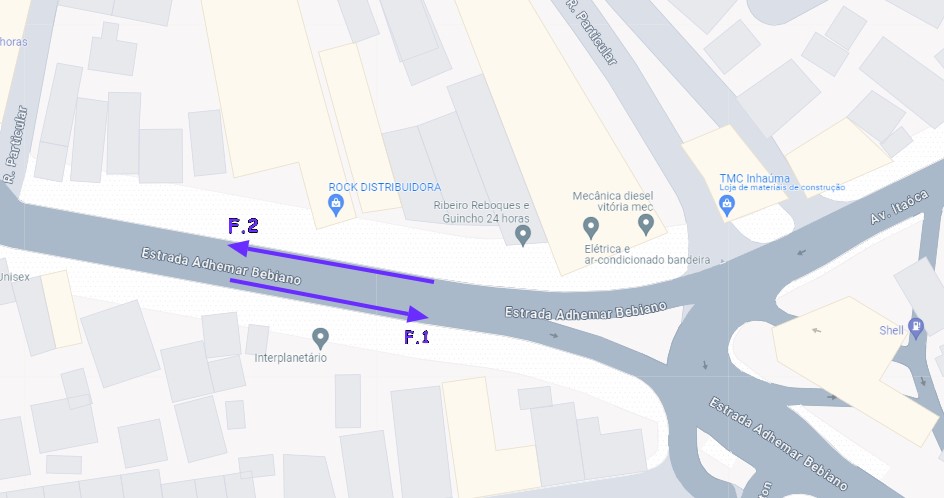 horas
R. Particular
R. Particular
ROCK DISTRIBUIDORA
Ribeiro Reboques e
Guincho 24 horas
Mecânica diesel
vitória mec
TMC Inhaúma
Loja de materiais de construção
Av. Itaóca
F.2
Elétrica e
ar-condicionado bandeira
Estrada Adhemar Bebiano
Unisex
Estrada Adhemar Bebiano
F.1
Shell
Interplanetário
Estrada Adhemar Bebiano
ton